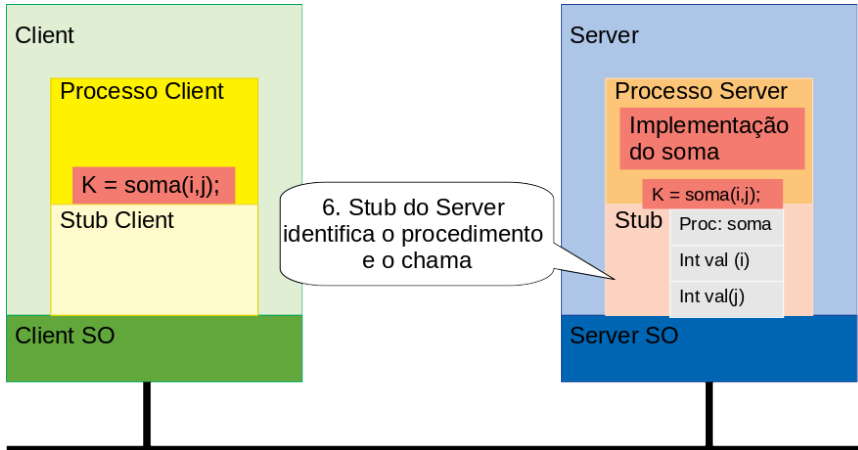 Client
Processo Client
K = soma(i,j);
Stub Client
Client SO
6. Stub do Server
identifica o procedimento
e o chama
Server
Processo Server
Implementação
do soma
K = soma(i,j);
Stub
Proc: soma
Int val (i)
Int val(j)
Server SO